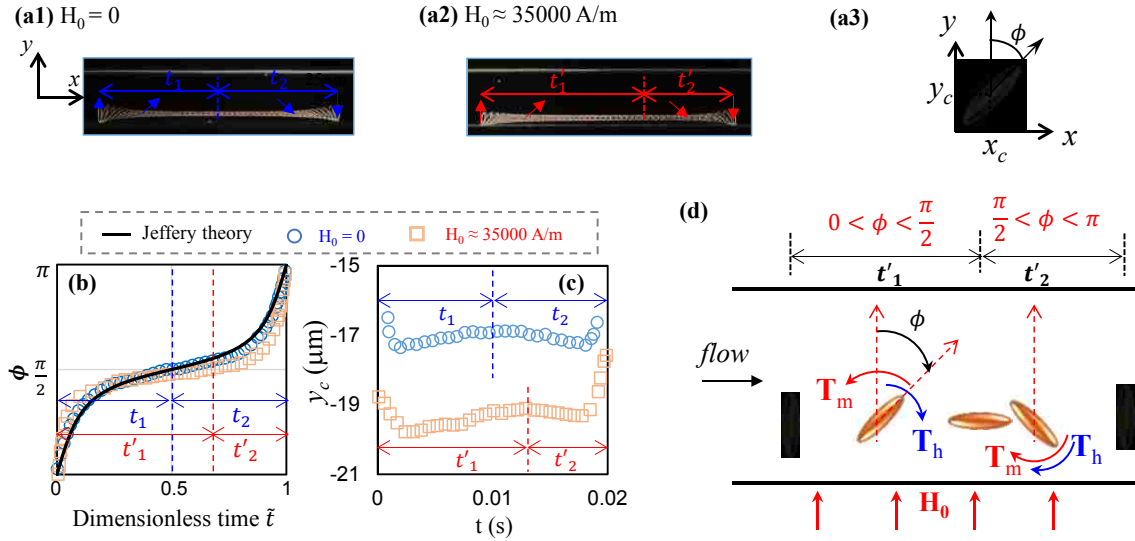 (a1) H₀ = 0
y
x
t₁
t₂
(a2) H₀ ≈ 35000 A/m
t′₁
t′₂
(a3)
y
ϕ
y_c
x_c
x
Jeffery theory
H₀ = 0
H₀ ≈ 35000 A/m
(b)
π
ϕ
π/2
0
0.5
1
t₁
t₂
t′₁
t′₂
Dimensionless time t̃
(c)
-15
-17
-19
-21
y_c (μm)
t₁
t₂
t′₁
t′₂
0
0.01
0.02
t (s)
(d)
0 < ϕ < π/2
π/2 < ϕ < π
t′₁
t′₂
flow
ϕ
T_m
T_h
T_m
T_h
H₀